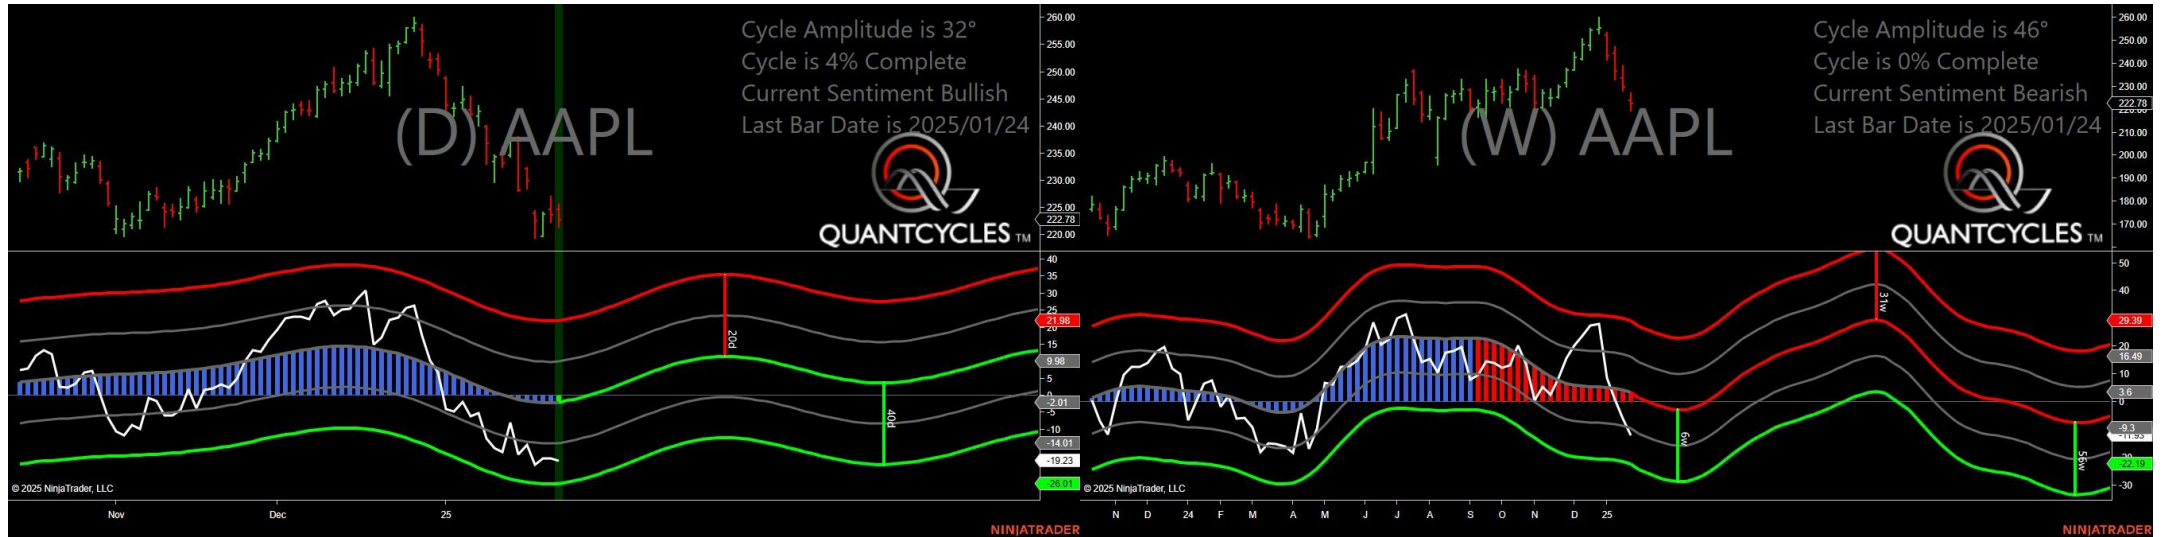 Cycle Amplitude is 32°
Cycle is 4% Complete
Current Sentiment Bullish
Last Bar Date is 2025/01/24
(D) AAPL
QUANTCYCLES TM
260.00
255.00
250.00
245.00
240.00
235.00
230.00
225.00
222.78
220.00
40
35
30
25
21.98
20
15
9.98
5
0
-2.01
-5
-10
-14.01
-19.23
-26.01
20d
40d
© 2025 NinjaTrader, LLC
Nov
Dec
25
NINJATRADER
Cycle Amplitude is 46°
Cycle is 0% Complete
Current Sentiment Bearish
Last Bar Date is 2025/01/24
(W) AAPL
QUANTCYCLES TM
260.00
250.00
240.00
230.00
222.78
210.00
200.00
190.00
180.00
170.00
50
40
29.39
20
16.49
10
3.6
0
-9.3
-11.93
-22.19
-30
31w
6w
56w
© 2025 NinjaTrader, LLC
N D 24 F M A M J J A S O N D 25
NINJATRADER